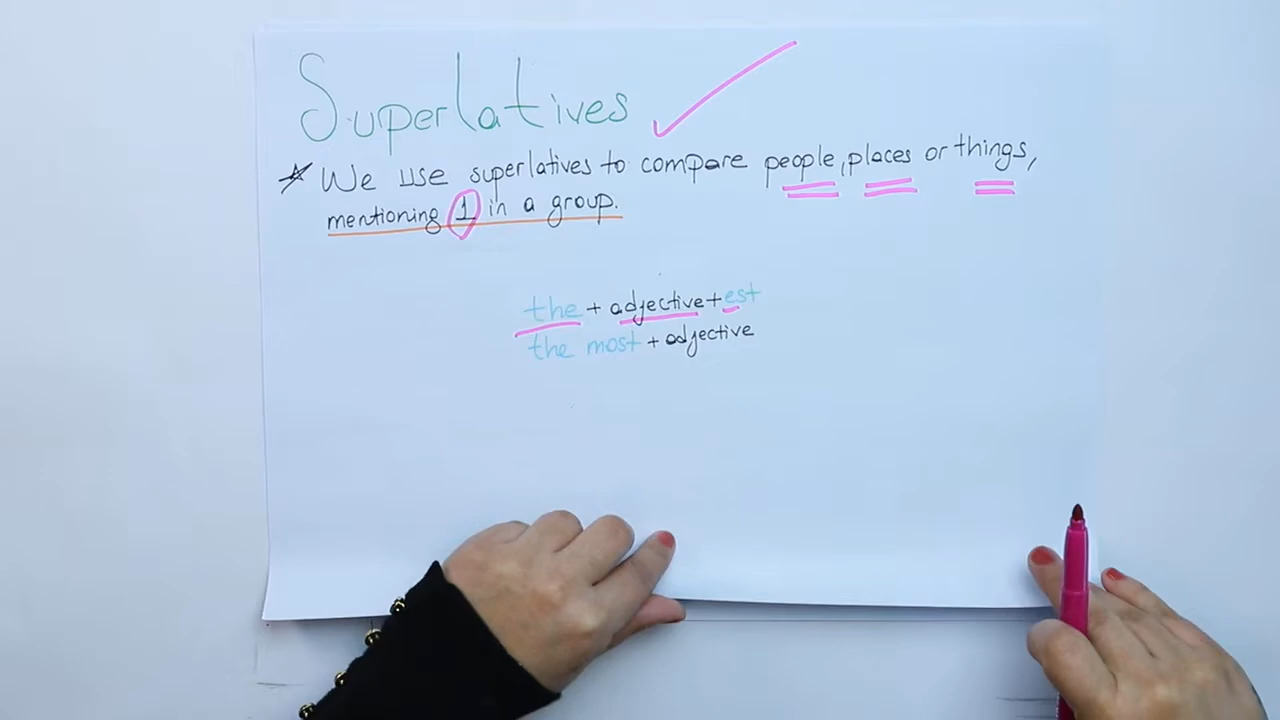 Superlatives
We use superlatives to compare people, places or things,
mentioning 1 in a group.
the + adjective + est
the most + adjective